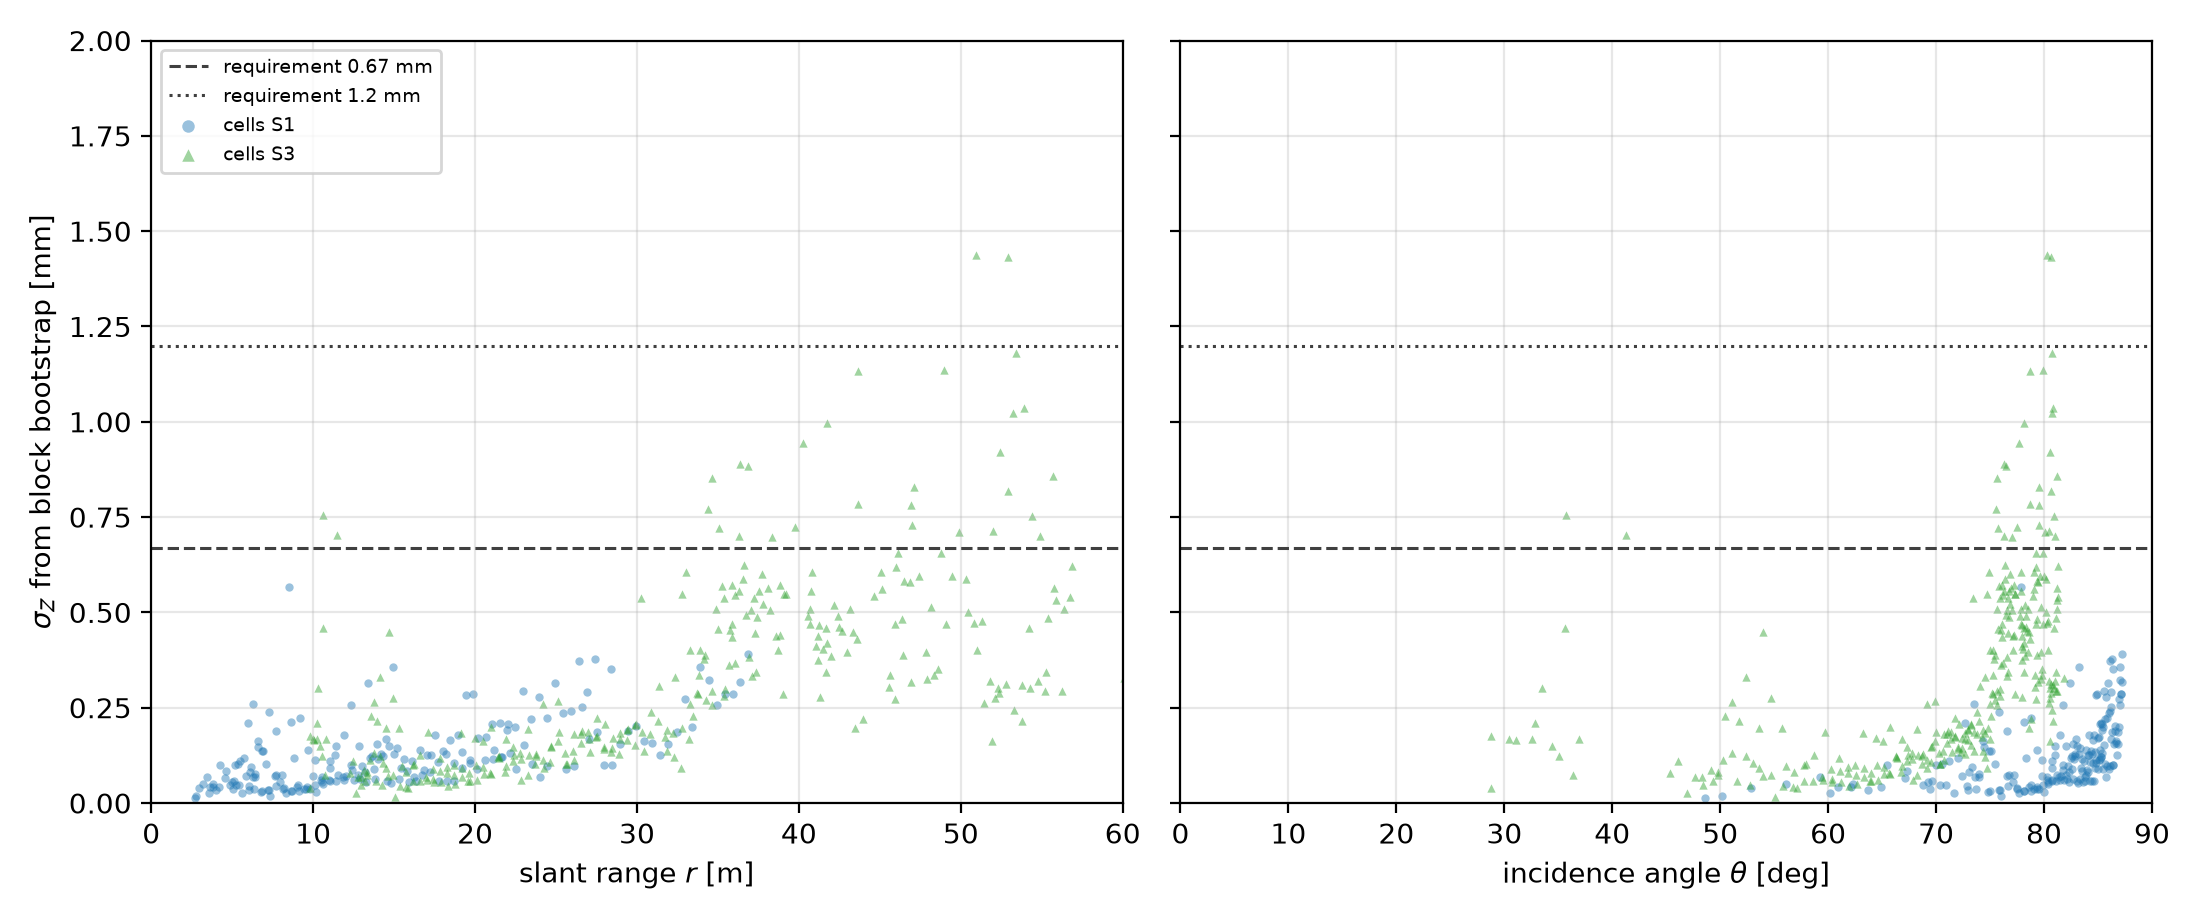 2.00
1.75
1.50
1.25
1.00
0.75
0.50
0.25
0.00
σZ from block bootstrap [mm]
requirement 0.67 mm
requirement 1.2 mm
cells S1
cells S3
0 10 20 30 40 50 60
slant range r [m]
0 10 20 30 40 50 60 70 80 90
incidence angle θ [deg]